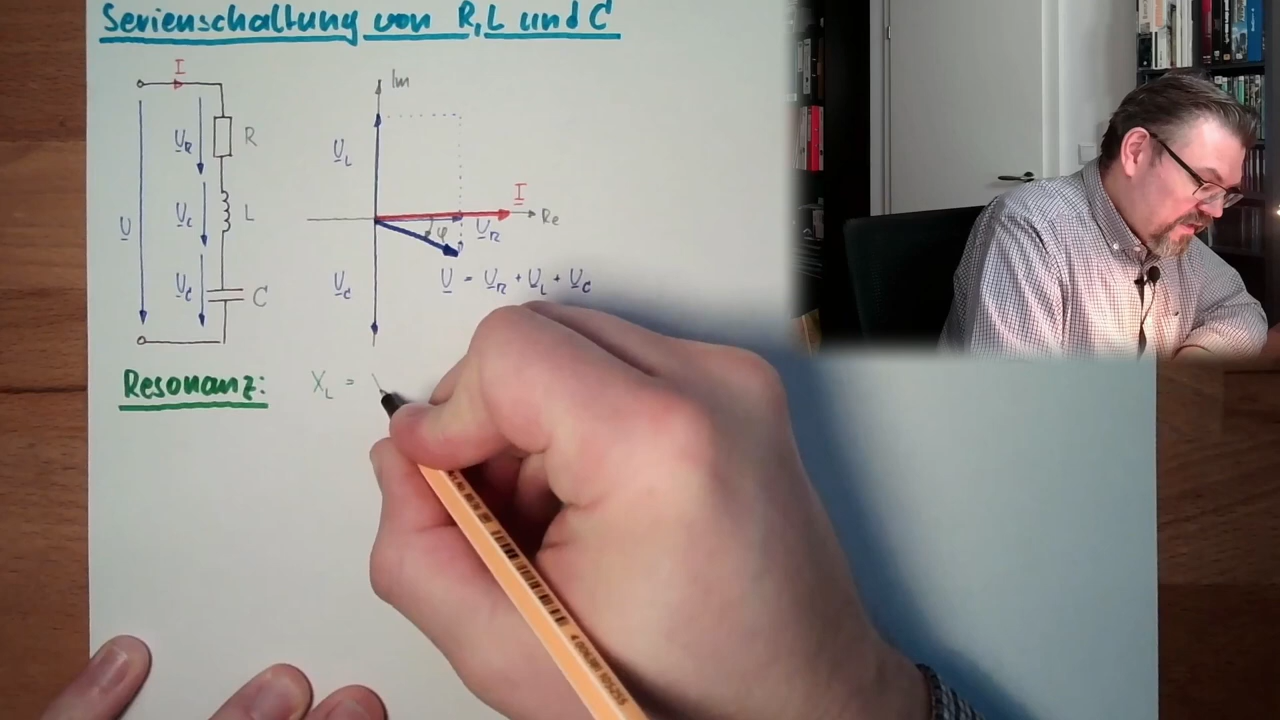 Serienschaltung von R, L und C
I
Im
U_R
R
U_L
I
U_L
L
Re
U
φ
U_R
U_C
C
U_C
U = U_R + U_L + U_C
Resonanz:
X_L =